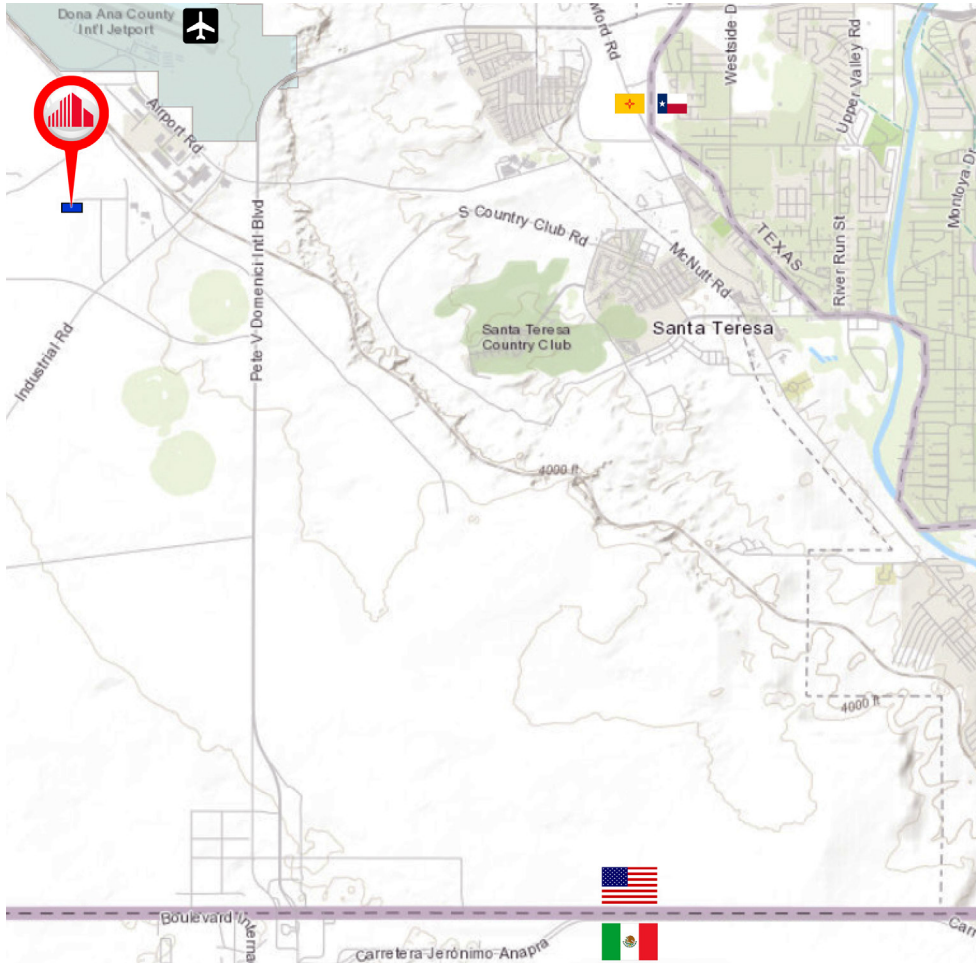 Dona Ana County
Int'l Jetport
Airport Rd
Westside D
Upper Valley Rd
Montoya Dr
S Country Club Rd
McNutt Rd
TEXAS
River Run St
Pete V Domenici Intl Blvd
Industrial Rd
Santa Teresa
Country Club
Santa Teresa
4000 ft
4000 ft
Boulevard
Carretera Jerónimo-Anapra